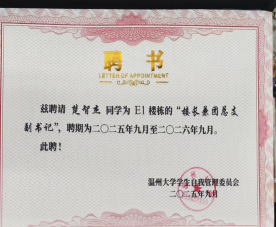 聘书
LETTER OF APPOINTMENT
兹聘请 楚智杰 同学为 E1 楼栋的“楼长兼团总支
副书记”，聘期为二〇二五年九月至二〇二六年九月。
此聘！
温州大学学生自我管理委员会
二〇二五年九月